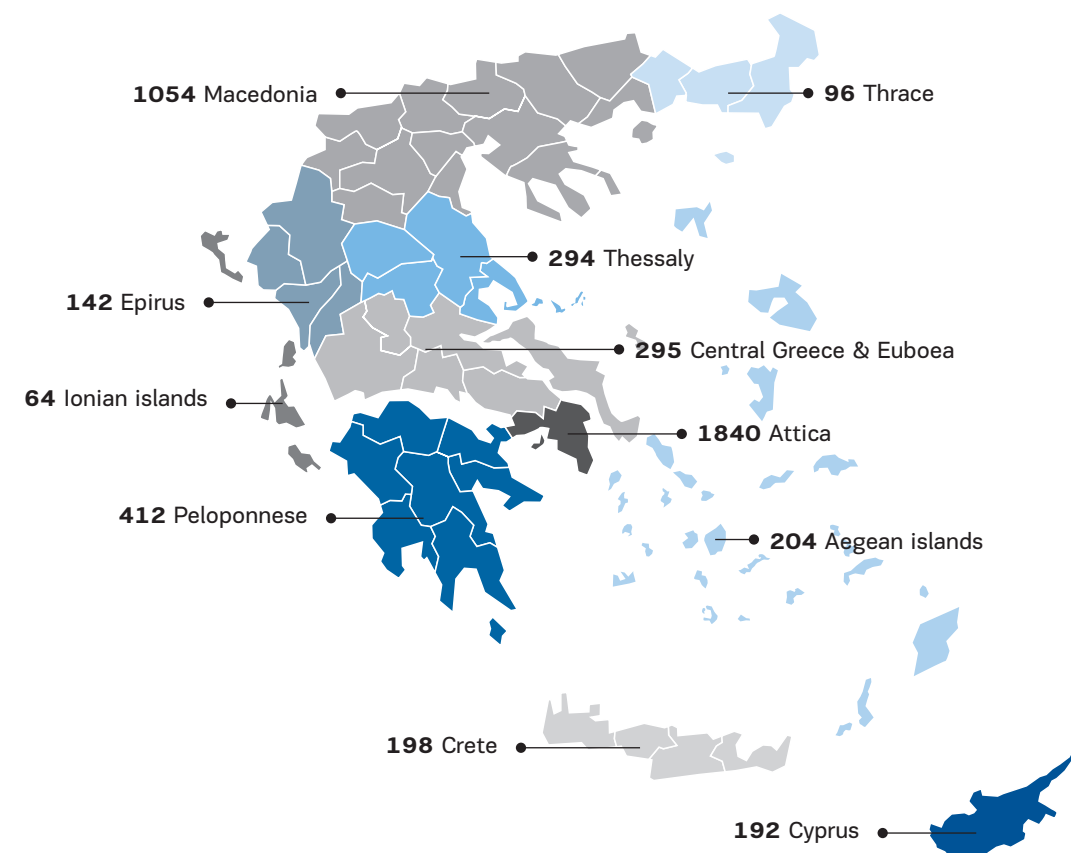 1054 Macedonia
96 Thrace
294 Thessaly
142 Epirus
295 Central Greece & Euboea
64 Ionian islands
1840 Attica
412 Peloponnese
204 Aegean islands
198 Crete
192 Cyprus